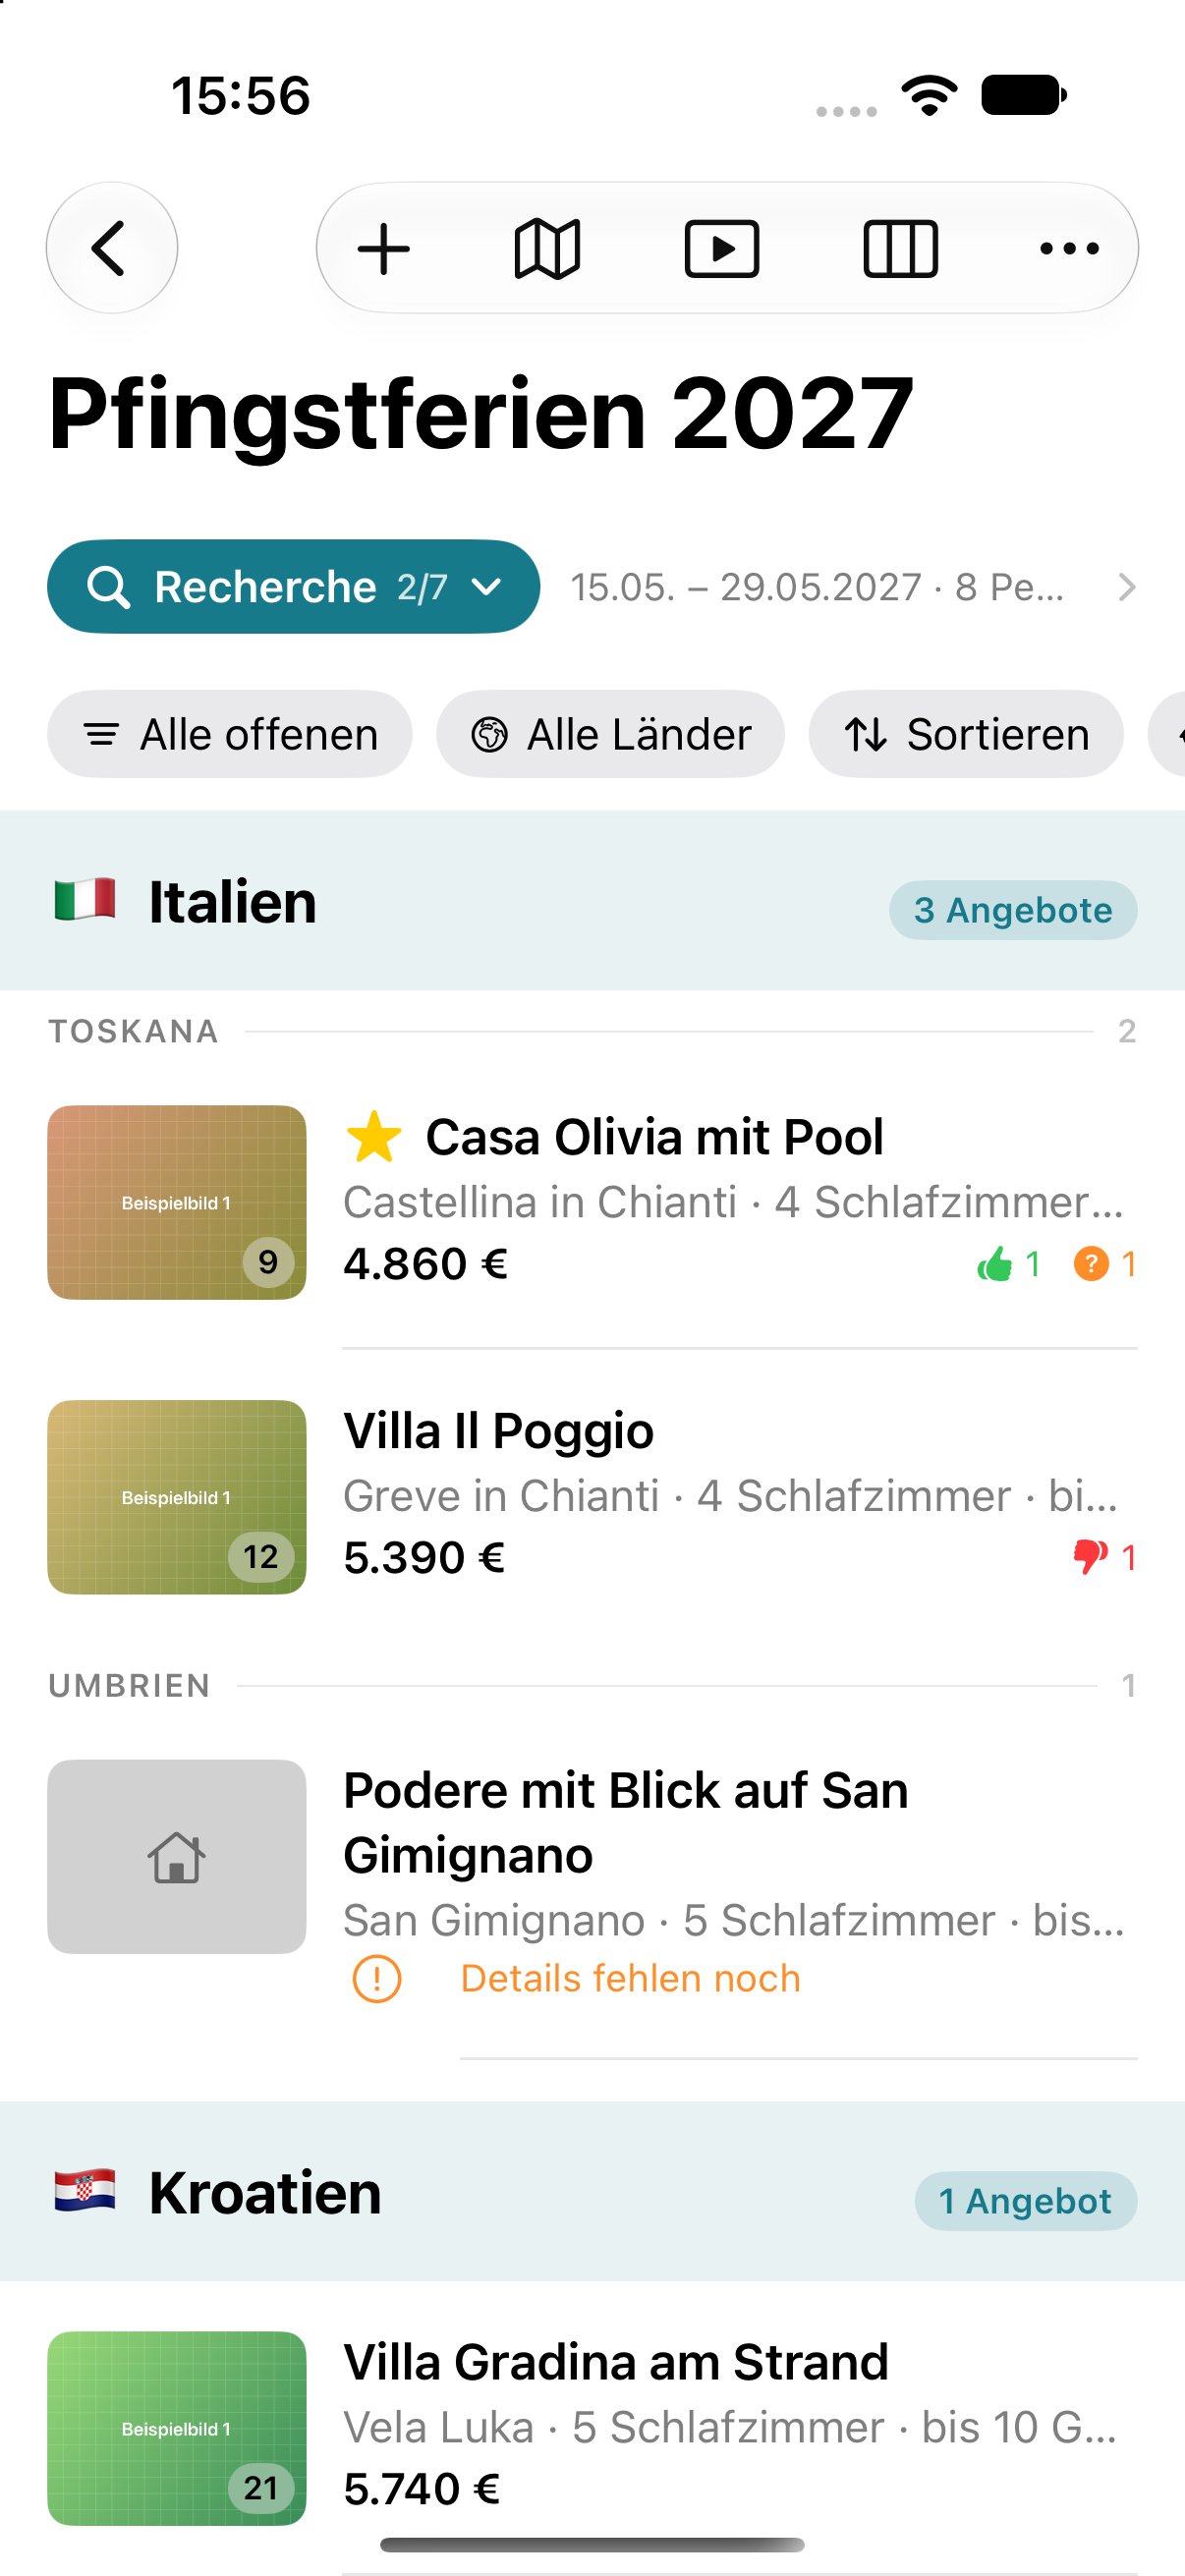 15:56
Pfingstferien 2027
Recherche 2/7
15.05. – 29.05.2027 · 8 Pe...
Alle offenen
Alle Länder
Sortieren
Italien
3 Angebote
TOSKANA
2
Beispielbild 1
9
Casa Olivia mit Pool
Castellina in Chianti · 4 Schlafzimmer...
4.860 €
1
? 1
Beispielbild 1
12
Villa Il Poggio
Greve in Chianti · 4 Schlafzimmer · bi...
5.390 €
1
UMBRIEN
1
Podere mit Blick auf San
Gimignano
San Gimignano · 5 Schlafzimmer · bis...
! Details fehlen noch
Kroatien
1 Angebot
Beispielbild 1
21
Villa Gradina am Strand
Vela Luka · 5 Schlafzimmer · bis 10 G...
5.740 €